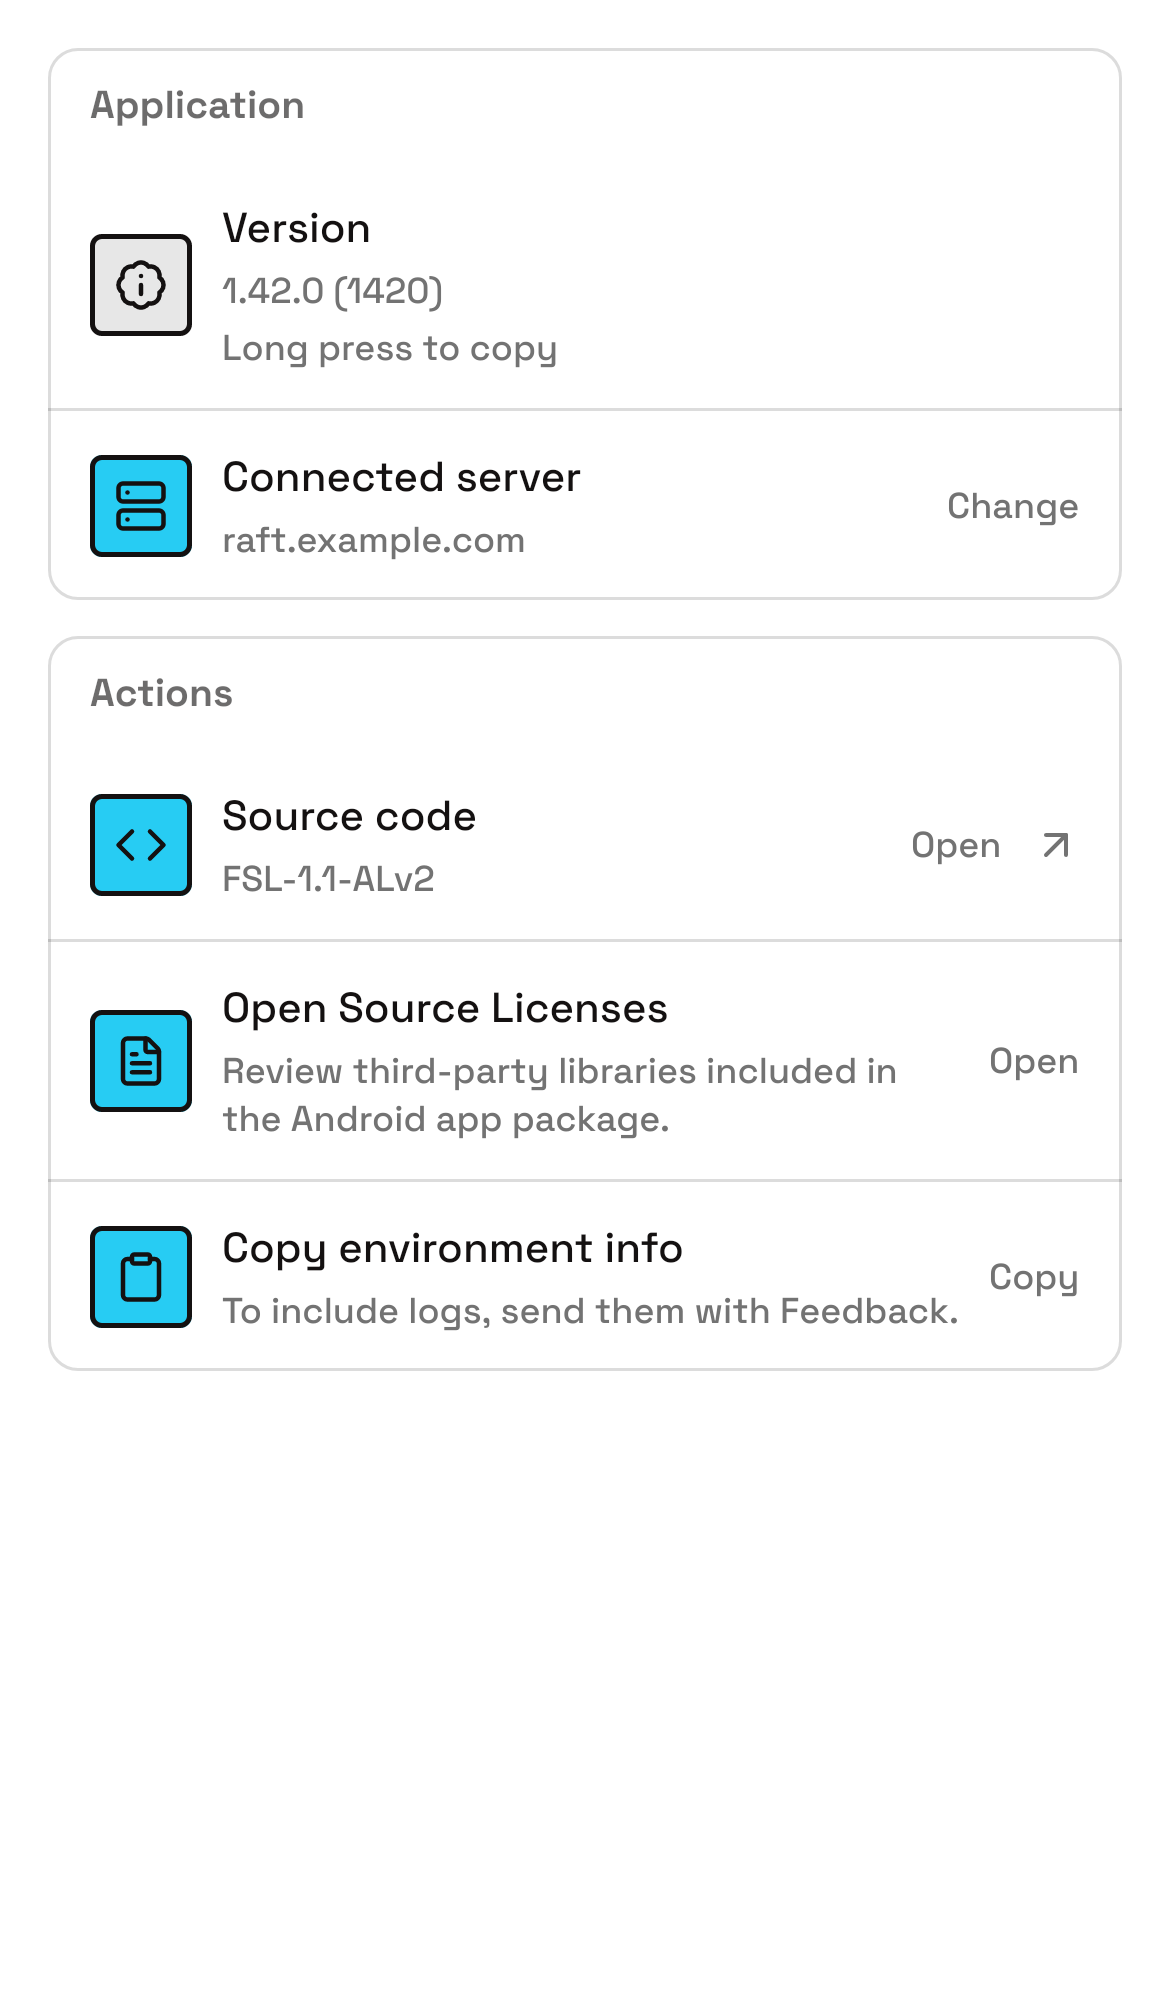 Application
Version
1.42.0 (1420)
Long press to copy
Connected server
raft.example.com
Change
Actions
Source code
FSL-1.1-ALv2
Open
Open Source Licenses
Review third-party libraries included in
the Android app package.
Open
Copy environment info
To include logs, send them with Feedback.
Copy